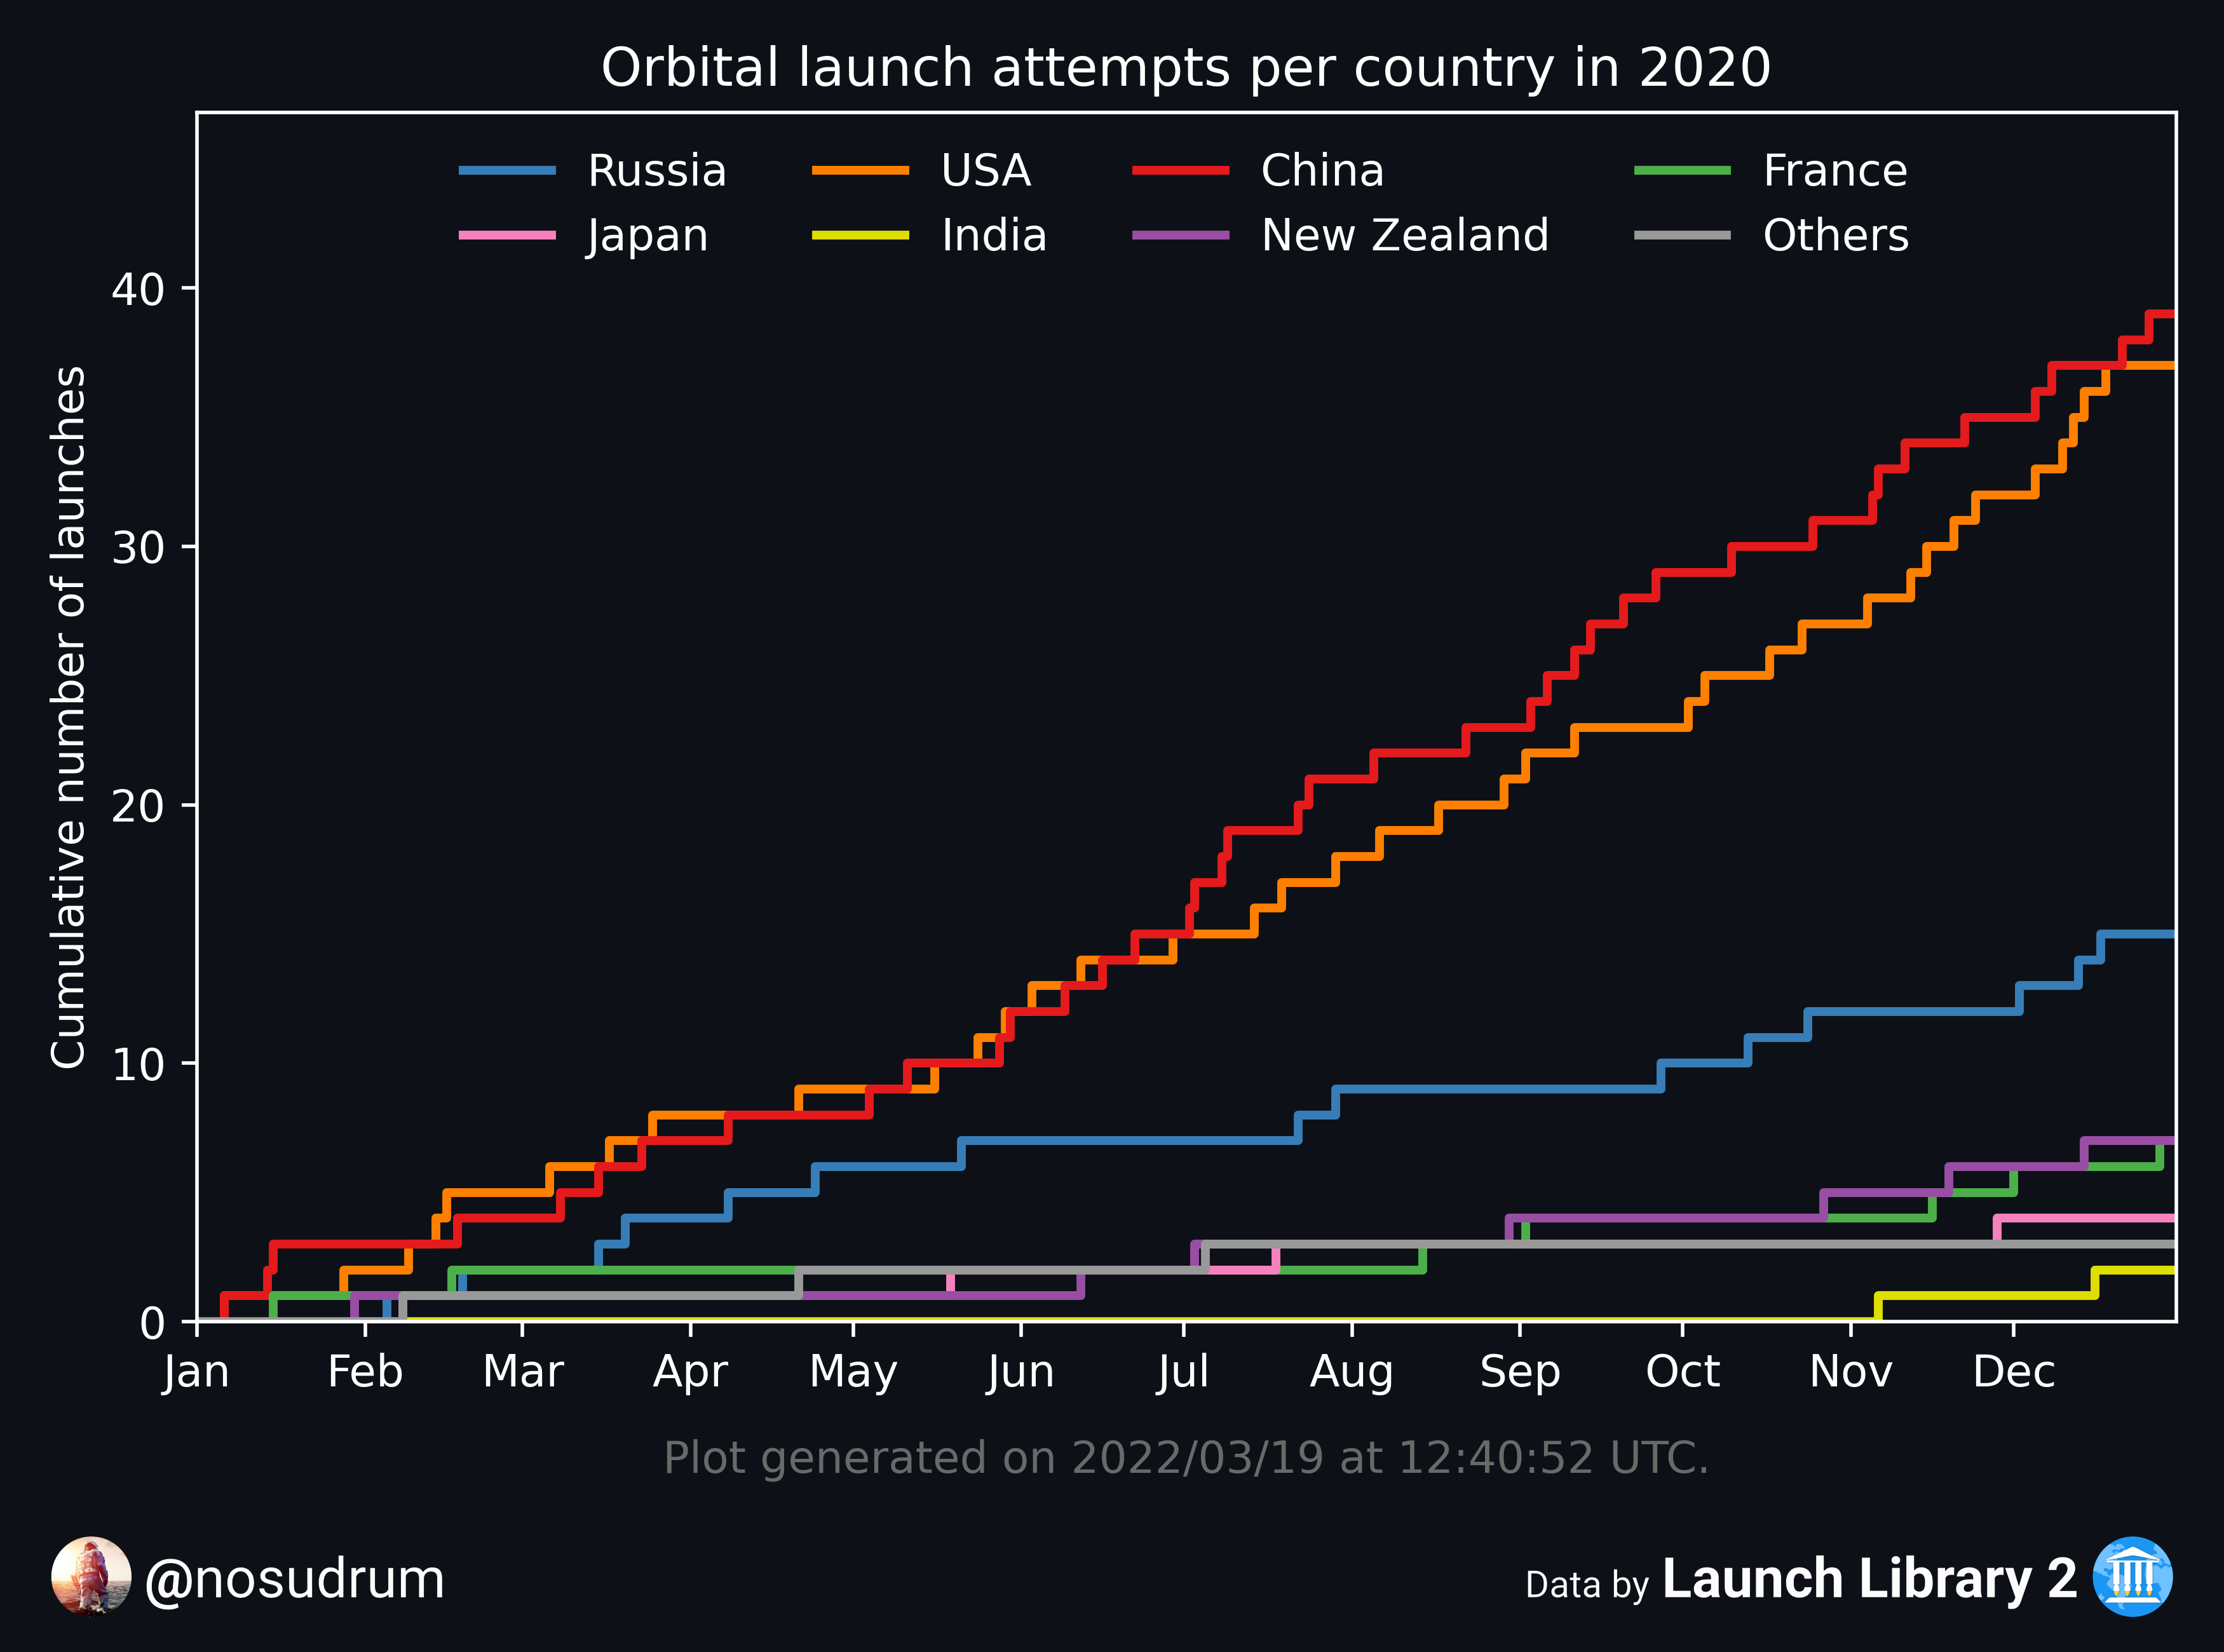 Orbital launch attempts per country in 2020
Russia USA China France
Japan India New Zealand Others
Cumulative number of launches
40
30
20
10
0
Jan Feb Mar Apr May Jun Jul Aug Sep Oct Nov Dec
Plot generated on 2022/03/19 at 12:40:52 UTC.
@nosudrum
Data by Launch Library 2